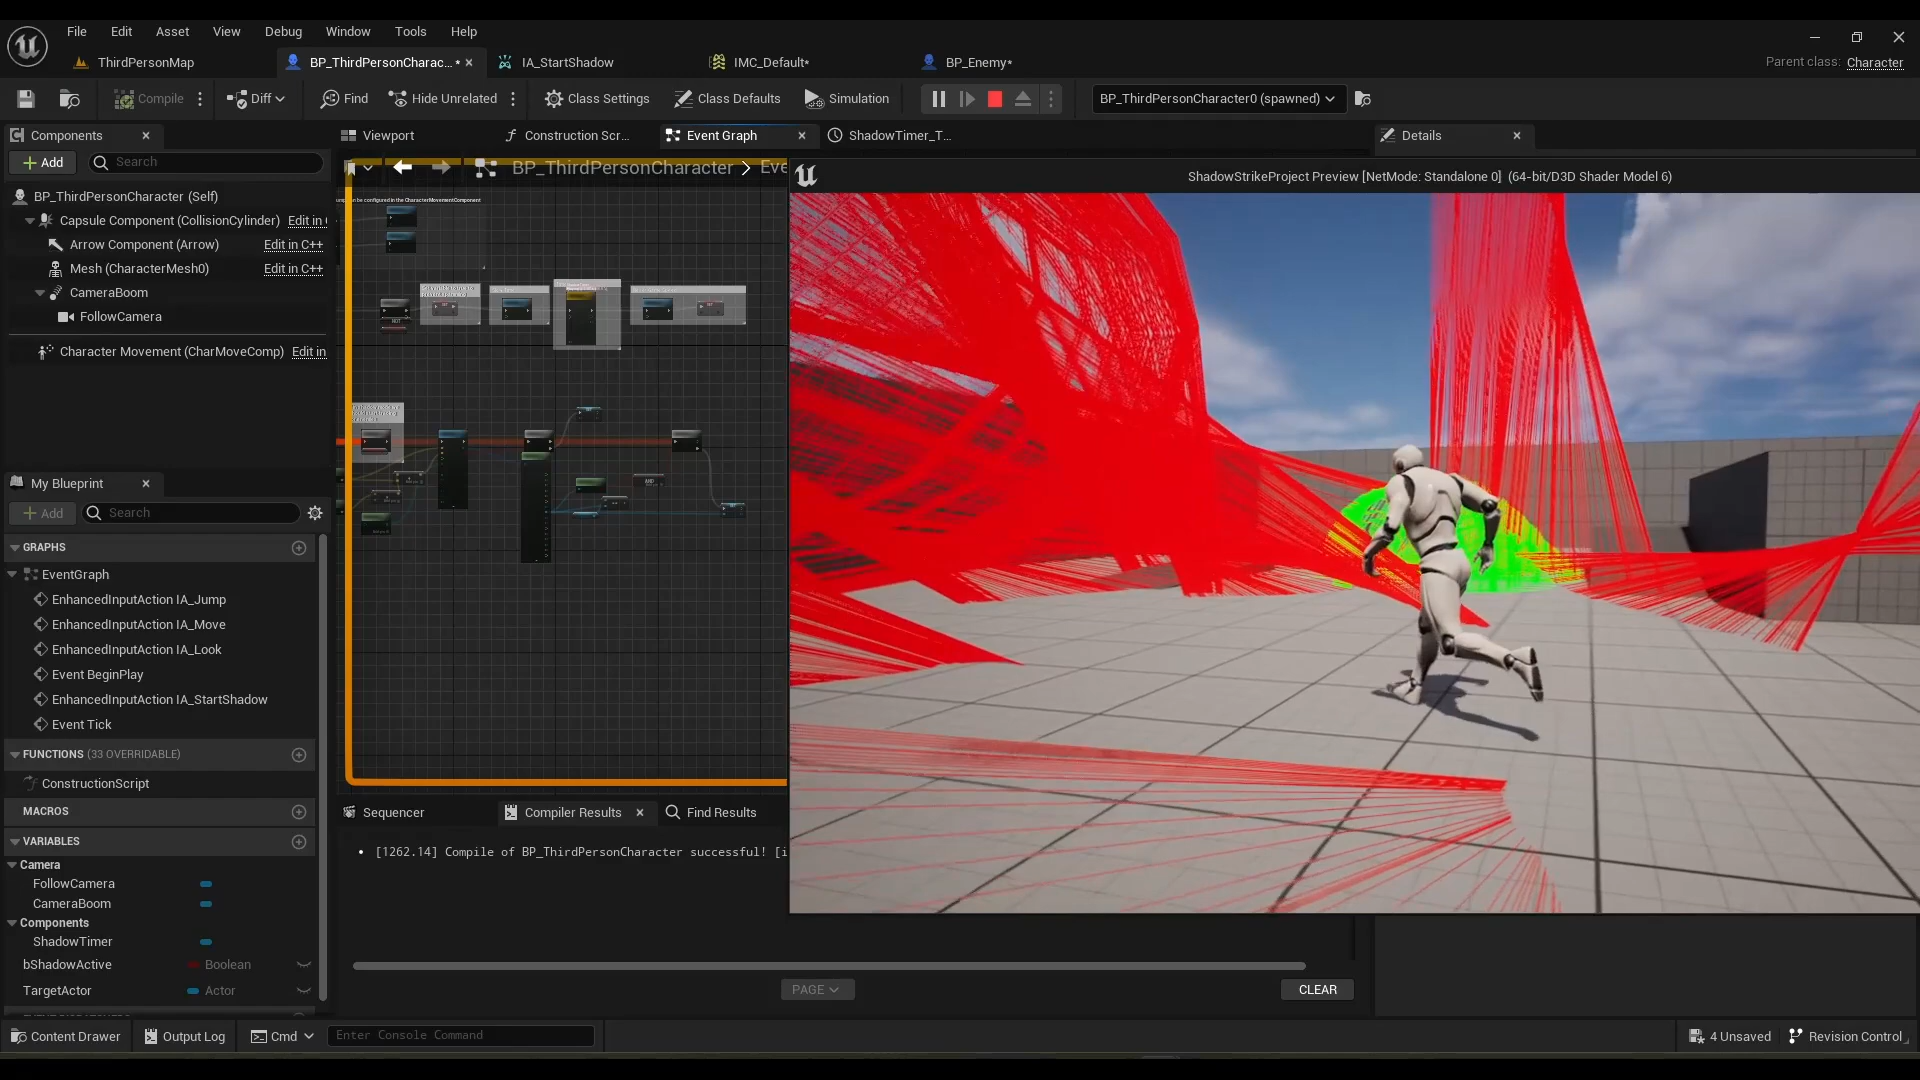 File Edit Asset View Window Tools Help
ThirdPersonMap BP_ThirdPersonCharac...* IA_StartShadow IMC_Default* BP_Enemy* Parent class: Character
Compile Diff Find Hide Unrelated Class Settings Class Defaults Simulation BP_ThirdPersonCharacter0 (spawned)
Components Viewport Construction Scr... Event Graph ShadowTimer_T... Details
Add Search
BP_ThirdPersonCharacter Eve
ShadowStrikeProject Preview [NetMode: Standalone 0] (64-bit/D3D Shader Model 6)
BP_ThirdPersonCharacter (Self)
be configured in the CharacterMovementComponent
Capsule Component (CollisionCylinder) Edit in
Arrow Component (Arrow) Edit in C++
Mesh (CharacterMesh0) Edit in C++
CameraBoom
FollowCamera
Character Movement (CharMoveComp) Edit in
AND
My Blueprint
Add Search
GRAPHS
EventGraph
EnhancedInputAction IA_Jump
EnhancedInputAction IA_Move
EnhancedInputAction IA_Look
Event BeginPlay
EnhancedInputAction IA_StartShadow
Event Tick
FUNCTIONS (33 OVERRIDABLE)
ConstructionScript
MACROS
VARIABLES
Camera
FollowCamera
CameraBoom
Components
ShadowTimer
bShadowActive Boolean
TargetActor Actor
Sequencer Compiler Results Find Results
[1262.14] Compile of BP_ThirdPersonCharacter successful! [i
PAGE CLEAR
Content Drawer Output Log Cmd Enter Console Command 4 Unsaved Revision Control